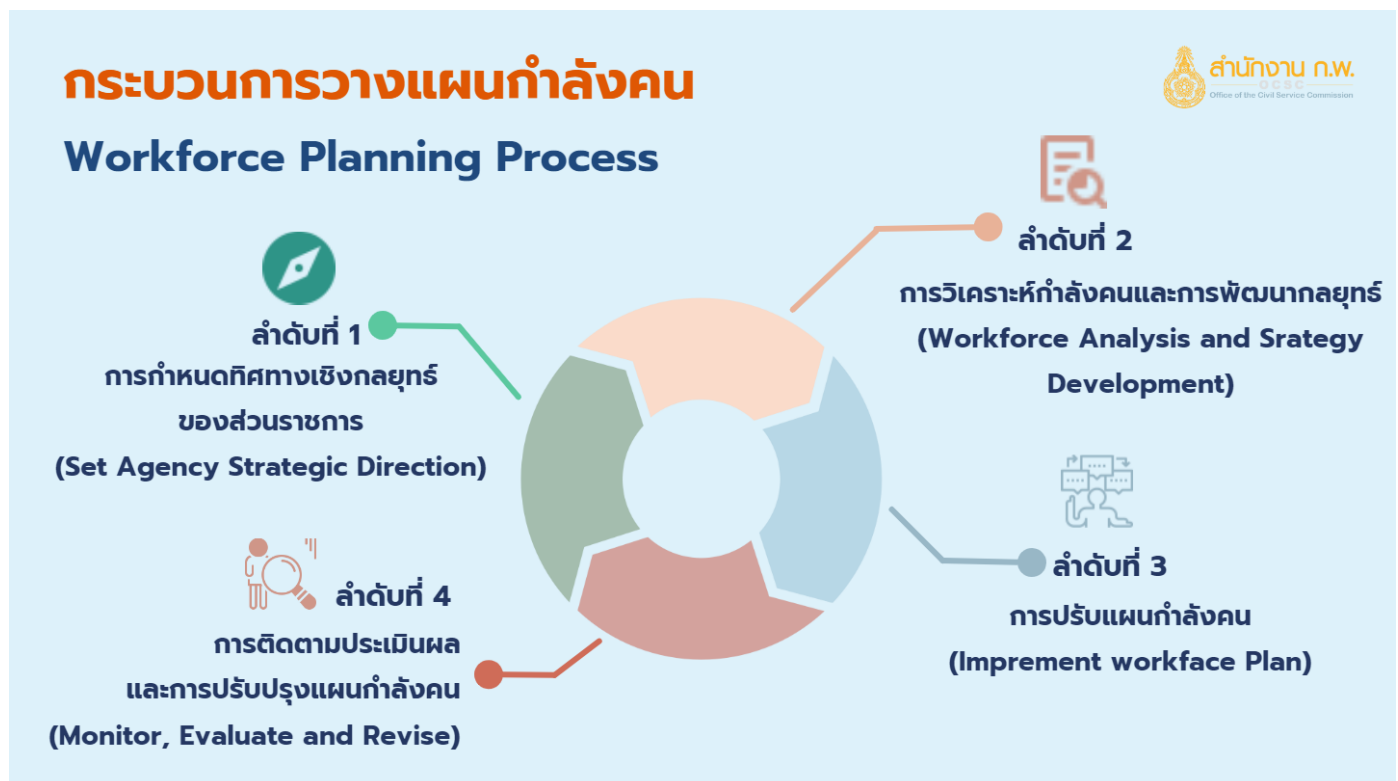 กระบวนการวางแผนกำลังคน
Workforce Planning Process
สำนักงาน ก.พ.
OCSC
Office of the Civil Service Commission
ลำดับที่ 1
การกำหนดทิศทางเชิงกลยุทธ์
ของส่วนราชการ
(Set Agency Strategic Direction)
ลำดับที่ 2
การวิเคราะห์กำลังคนและการพัฒนากลยุทธ์
(Workforce Analysis and Srategy
Development)
ลำดับที่ 3
การปรับแผนกำลังคน
(Imprement workface Plan)
ลำดับที่ 4
การติดตามประเมินผล
และการปรับปรุงแผนกำลังคน
(Monitor, Evaluate and Revise)